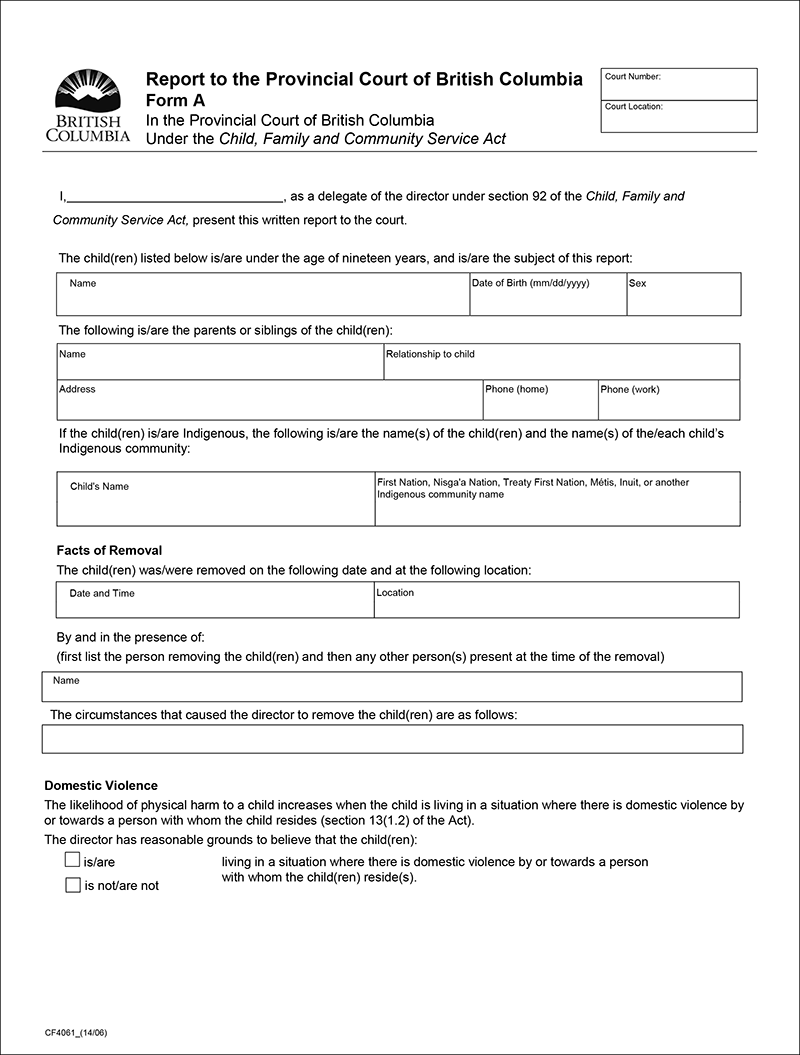 BRITISH
COLUMBIA
Report to the Provincial Court of British Columbia
Form A
In the Provincial Court of British Columbia
Under the Child, Family and Community Service Act
Court Number:
Court Location:
I,______________________________, as a delegate of the director under section 92 of the Child, Family and
Community Service Act, present this written report to the court.
The child(ren) listed below is/are under the age of nineteen years, and is/are the subject of this report:
Name
Date of Birth (mm/dd/yyyy)
Sex
The following is/are the parents or siblings of the child(ren):
Name
Relationship to child
Address
Phone (home)
Phone (work)
If the child(ren) is/are Indigenous, the following is/are the name(s) of the child(ren) and the name(s) of the/each child's
Indigenous community:
Child's Name
First Nation, Nisga'a Nation, Treaty First Nation, Métis, Inuit, or another
Indigenous community name
Facts of Removal
The child(ren) was/were removed on the following date and at the following location:
Date and Time
Location
By and in the presence of:
(first list the person removing the child(ren) and then any other person(s) present at the time of the removal)
Name
The circumstances that caused the director to remove the child(ren) are as follows:
Domestic Violence
The likelihood of physical harm to a child increases when the child is living in a situation where there is domestic violence by
or towards a person with whom the child resides (section 13(1.2) of the Act).
The director has reasonable grounds to believe that the child(ren):
is/are
living in a situation where there is domestic violence by or towards a person
with whom the child(ren) reside(s).
is not/are not
CF4061_(14/06)